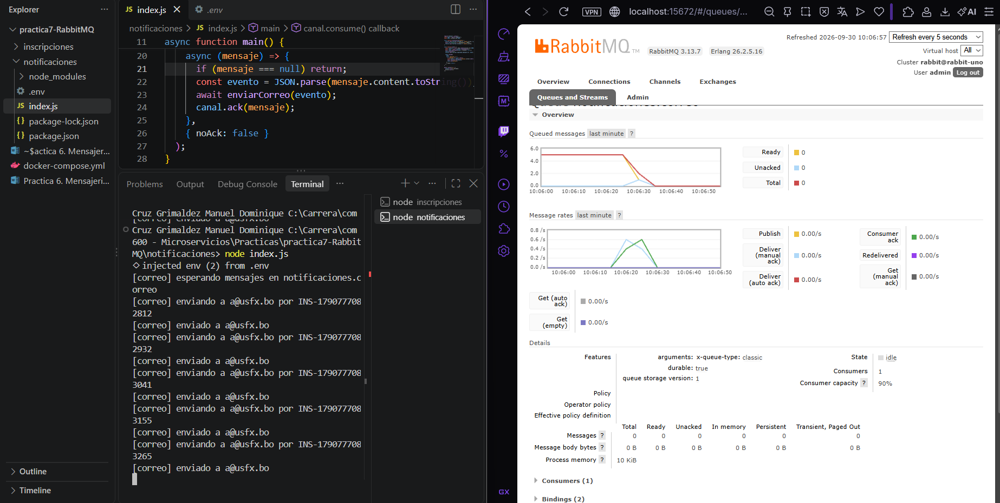 Explorer
practica7-RabbitMQ
inscripciones
notificaciones
node_modules
.env
JS index.js
{} package-lock.json
{} package.json
~$actica 6. Mensajer...
docker-compose.yml
Practica 6. Mensajeri...
Outline
Timeline
JS index.js
.env
notificaciones > JS index.js > main > canal.consume() callback
11 async function main() {
20 async (mensaje) => {
21 if (mensaje === null) return;
22 const evento = JSON.parse(mensaje.content.toString())
23 await enviarCorreo(evento);
24 canal.ack(mensaje);
25 },
26 { noAck: false }
27 );
28 }
Problems Output Debug Console Terminal
node inscripciones
node notificaciones
Cruz Grimaldez Manuel Dominique C:\Carrera\com
[correo] enviado a a@usfx.bo
Cruz Grimaldez Manuel Dominique C:\Carrera\com
600 - Microservicios\Practicas\practica7-Rabbit
MQ\notificaciones> node index.js
injected env (2) from .env
[correo] esperando mensajes en notificaciones.c
orreo
[correo] enviando a a@usfx.bo por INS-179077708
2812
[correo] enviado a a@usfx.bo
[correo] enviando a a@usfx.bo por INS-179077708
2932
[correo] enviado a a@usfx.bo
[correo] enviando a a@usfx.bo por INS-179077708
3041
[correo] enviado a a@usfx.bo
[correo] enviando a a@usfx.bo por INS-179077708
3155
[correo] enviado a a@usfx.bo
[correo] enviando a a@usfx.bo por INS-179077708
3265
[correo] enviado a a@usfx.bo
VPN localhost:15672/#/queues/... AI
M
GX
RabbitMQ TM RabbitMQ 3.13.7 Erlang 26.2.5.16
Refreshed 2026-09-30 10:06:57 Refresh every 5 seconds
Virtual host All
Cluster rabbit@rabbit-uno
User admin Log out
Overview Connections Channels Exchanges
Queues and Streams Admin
Overview
Queued messages last minute ?
6.0
4.0
2.0
0.0
10:06:00 10:06:10 10:06:20 10:06:30 10:06:40 10:06:50
Ready 0
Unacked 0
Total 0
Message rates last minute ?
0.8 /s
0.6 /s
0.4 /s
0.2 /s
0.0 /s
10:06:00 10:06:10 10:06:20 10:06:30 10:06:40 10:06:50
Publish 0.00/s
Deliver (manual ack) 0.00/s
Deliver (auto ack) 0.00/s
Consumer ack 0.00/s
Redelivered 0.00/s
Get (manual ack) 0.00/s
Get (auto ack) 0.00/s
Get (empty) 0.00/s
Details
Features arguments: x-queue-type: classic
durable: true
queue storage version: 1
Policy
Operator policy
Effective policy definition
State idle
Consumers 1
Consumer capacity ? 90%
Total Ready Unacked In memory Persistent Transient, Paged Out
Messages ? 0 0 0 0 0 0
Message body bytes ? 0 B 0 B 0 B 0 B 0 B 0 B
Process memory ? 10 KiB
Consumers (1)
Bindings (2)